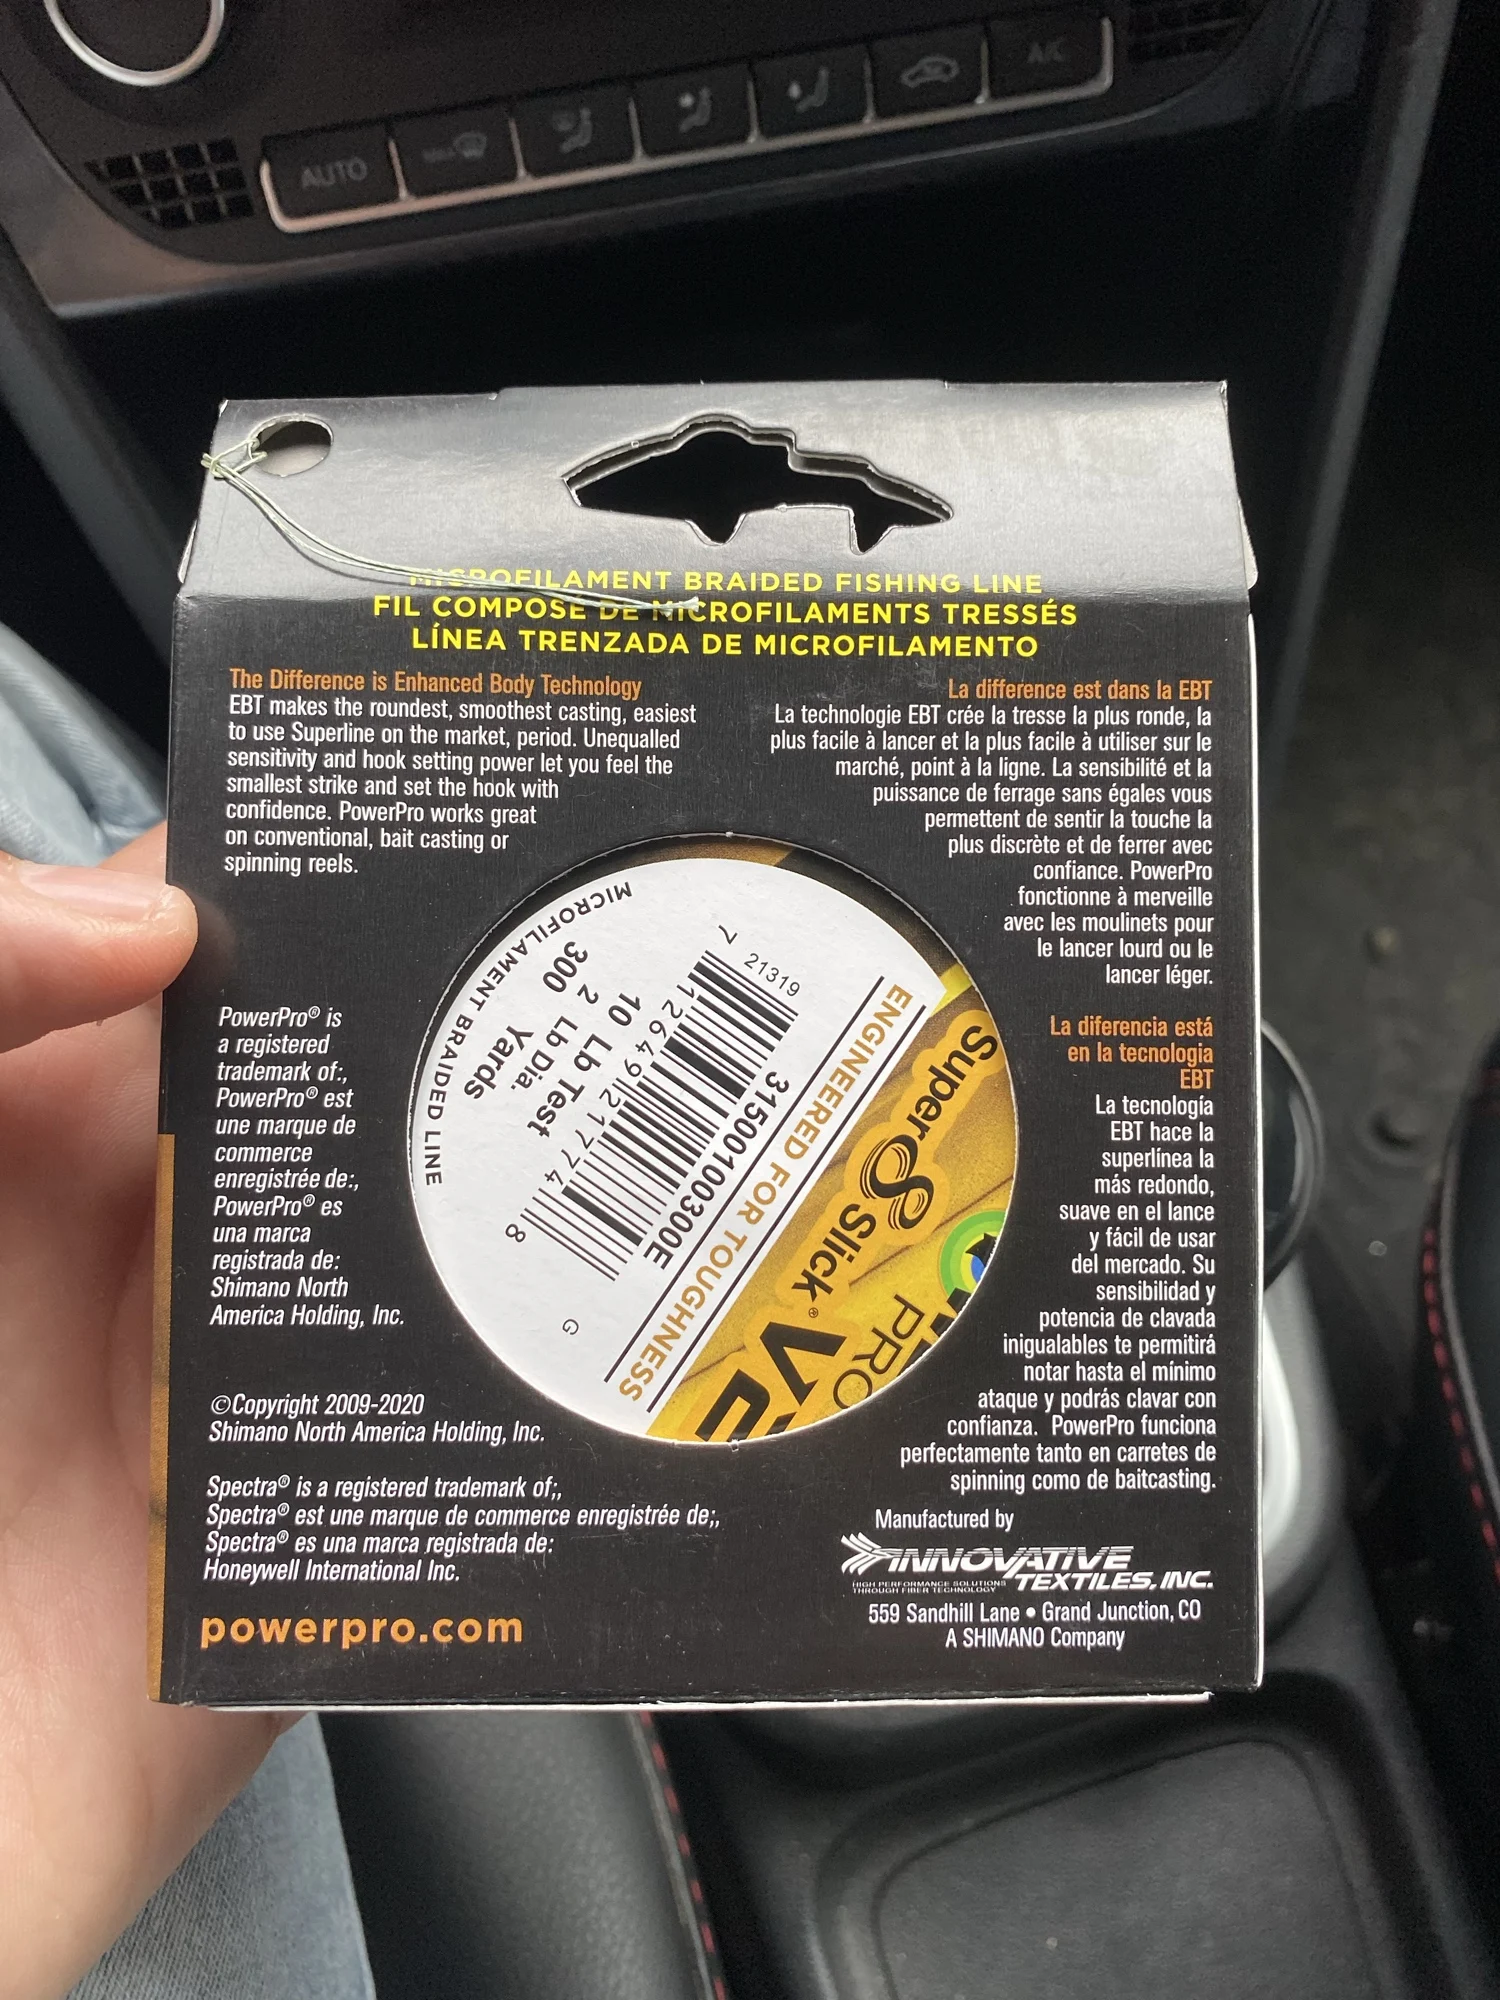 AUTO
A/C
MICROFILAMENT BRAIDED FISHING LINE
FIL COMPOSÉ DE MICROFILAMENTS TRESSÉS
LÍNEA TRENZADA DE MICROFILAMENTO
The Difference is Enhanced Body Technology
EBT makes the roundest, smoothest casting, easiest
to use Superline on the market, period. Unequalled
sensitivity and hook setting power let you feel the
smallest strike and set the hook with
confidence. PowerPro works great
on conventional, bait casting or
spinning reels.
La difference est dans la EBT
La technologie EBT crée la tresse la plus ronde, la
plus facile à lancer et la plus facile à utiliser sur le
marché, point à la ligne. La sensibilité et la
puissance de ferrage sans égales vous
permettent de sentir la touche la
plus discrète et de ferrer avec
confiance. PowerPro
fonctionne à merveille
avec les moulinets pour
le lancer lourd ou le
lancer léger.
La diferencia está
en la tecnologia
EBT
La tecnología
EBT hace la
superlínea la
más redondo,
suave en el lance
y fácil de usar
del mercado. Su
sensibilidad y
potencia de clavada
inigualables te permitirá
notar hasta el mínimo
ataque y podrás clavar con
confianza. PowerPro funciona
perfectamente tanto en carretes de
spinning como de baitcasting.
MICROFILAMENT BRAIDED LINE
300 Yards
2 Lb Dia.
10 Lb Test
7 21319 12649 21774 8
31500100300E
G
ENGINEERED FOR TOUGHNESS
Super 8 Slick®
PRO
PowerPro® is
a registered
trademark of:,
PowerPro® est
une marque de
commerce
enregistrée de:,
PowerPro® es
una marca
registrada de:
Shimano North
America Holding, Inc.
©Copyright 2009-2020
Shimano North America Holding, Inc.
Spectra® is a registered trademark of;,
Spectra® est une marque de commerce enregistrée de;,
Spectra® es una marca registrada de:
Honeywell International Inc.
powerpro.com
Manufactured by
INNOVATIVE
TEXTILES, INC.
HIGH PERFORMANCE SOLUTIONS
THROUGH FIBER TECHNOLOGY
559 Sandhill Lane • Grand Junction, CO
A SHIMANO Company